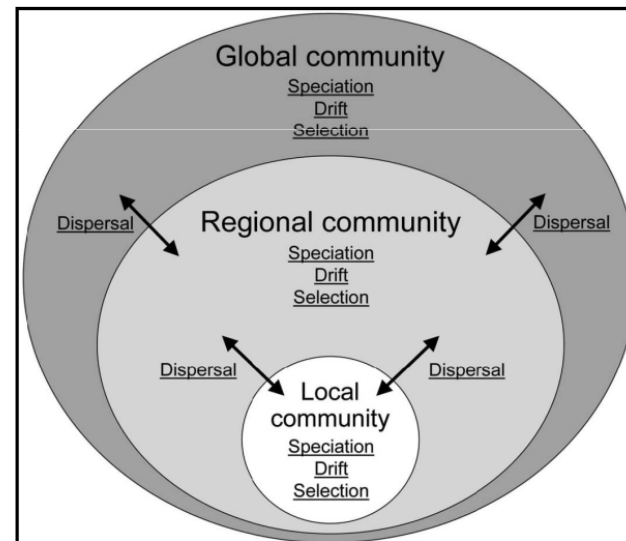 Global community
Speciation
Drift
Selection
Dispersal
Dispersal
Regional community
Speciation
Drift
Selection
Dispersal
Dispersal
Local
community
Speciation
Drift
Selection